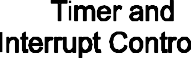 Timer and
Interrupt Contro